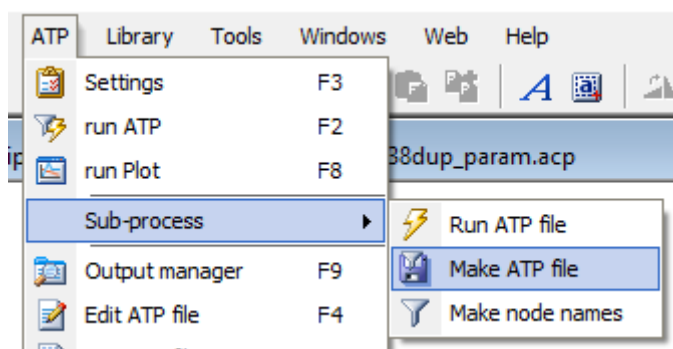 ATP Library Tools Windows Web Help
Settings F3
A a
run ATP F2
38dup_param.acp
run Plot F8
Sub-process
Run ATP file
Output manager F9
Make ATP file
Edit ATP file F4
Make node names